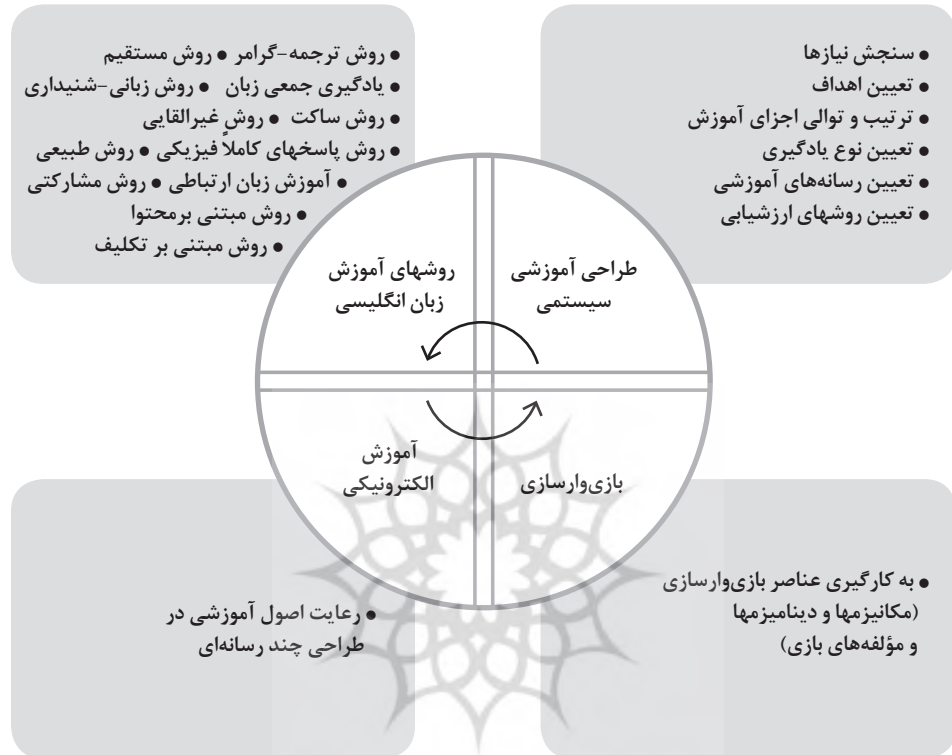 ● سنجش نیازها
● تعیین اهداف
● ترتیب و توالی اجزای آموزش
● تعیین نوع یادگیری
● تعیین رسانه‌های آموزشی
● تعیین روشهای ارزشیابی
● روش ترجمه-گرامر ● روش مستقیم
● یادگیری جمعی زبان ● روش زبانی-شنیداری
● روش ساکت ● روش غیرالقایی
● روش پاسخهای کاملاً فیزیکی ● روش طبیعی
● آموزش زبان ارتباطی ● روش مشارکتی
● روش مبتنی برمحتوا
● روش مبتنی بر تکلیف
طراحی آموزشی
سیستمی
روشهای آموزش
زبان انگلیسی
بازی‌وارسازی
آموزش
الکترونیکی
● به کارگیری عناصر بازی‌وارسازی
(مکانیزمها و دینامیزمها
و مؤلفه‌های بازی)
● رعایت اصول آموزشی در
طراحی چند رسانه‌ای